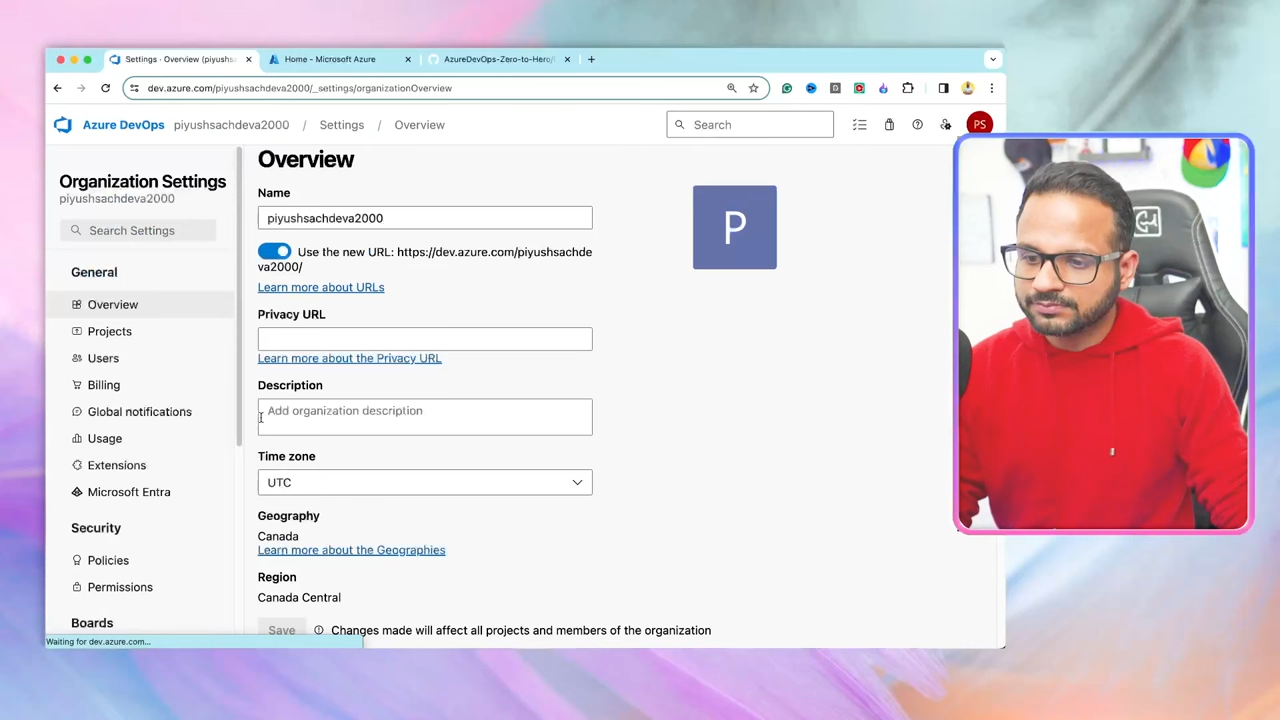 Settings - Overview (piyushsa
Home - Microsoft Azure
AzureDevOps-Zero-to-Hero/
dev.azure.com/piyushsachdeva2000/_settings/organizationOverview
Azure DevOps piyushsachdeva2000 / Settings / Overview
Search
PS
Organization Settings
piyushsachdeva2000
Search Settings
General
Overview
Projects
Users
Billing
Global notifications
Usage
Extensions
Microsoft Entra
Security
Policies
Permissions
Boards
Waiting for dev.azure.com...
Overview
Name
piyushsachdeva2000
P
Use the new URL: https://dev.azure.com/piyushsachde
va2000/
Learn more about URLs
Privacy URL
Learn more about the Privacy URL
Description
Add organization description
Time zone
UTC
Geography
Canada
Learn more about the Geographies
Region
Canada Central
Save
Changes made will affect all projects and members of the organization